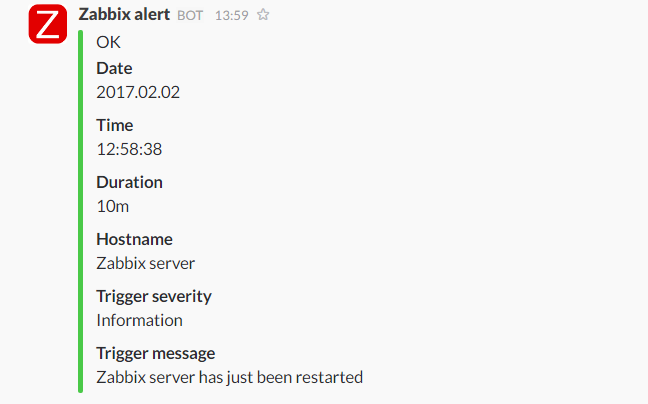 Z
Zabbix alert BOT 13:59
OK
Date
2017.02.02
Time
12:58:38
Duration
10m
Hostname
Zabbix server
Trigger severity
Information
Trigger message
Zabbix server has just been restarted